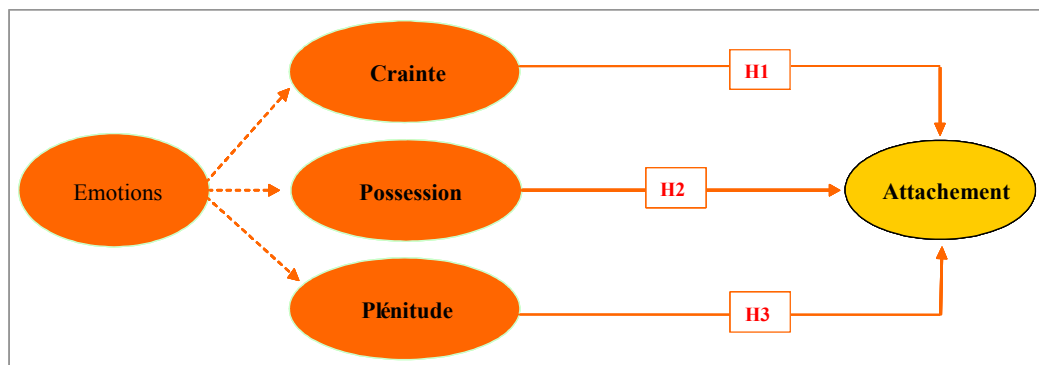 Crainte
H1
Emotions
Possession
H2
Attachement
Plénitude
H3